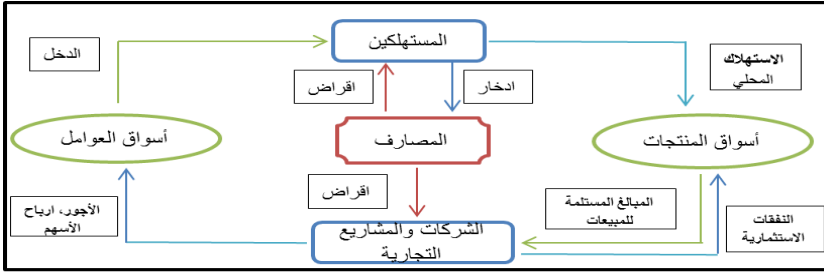 المستهلكين
الدخل
الاستهلاك
المحلي
اقراض
ادخار
أسواق العوامل
المصارف
أسواق المنتجات
اقراض
المبالغ المستلمة
للمبيعات
الأجور، ارباح
الأسهم
النفقات
الاستثمارية
الشركات والمشاريع
التجارية